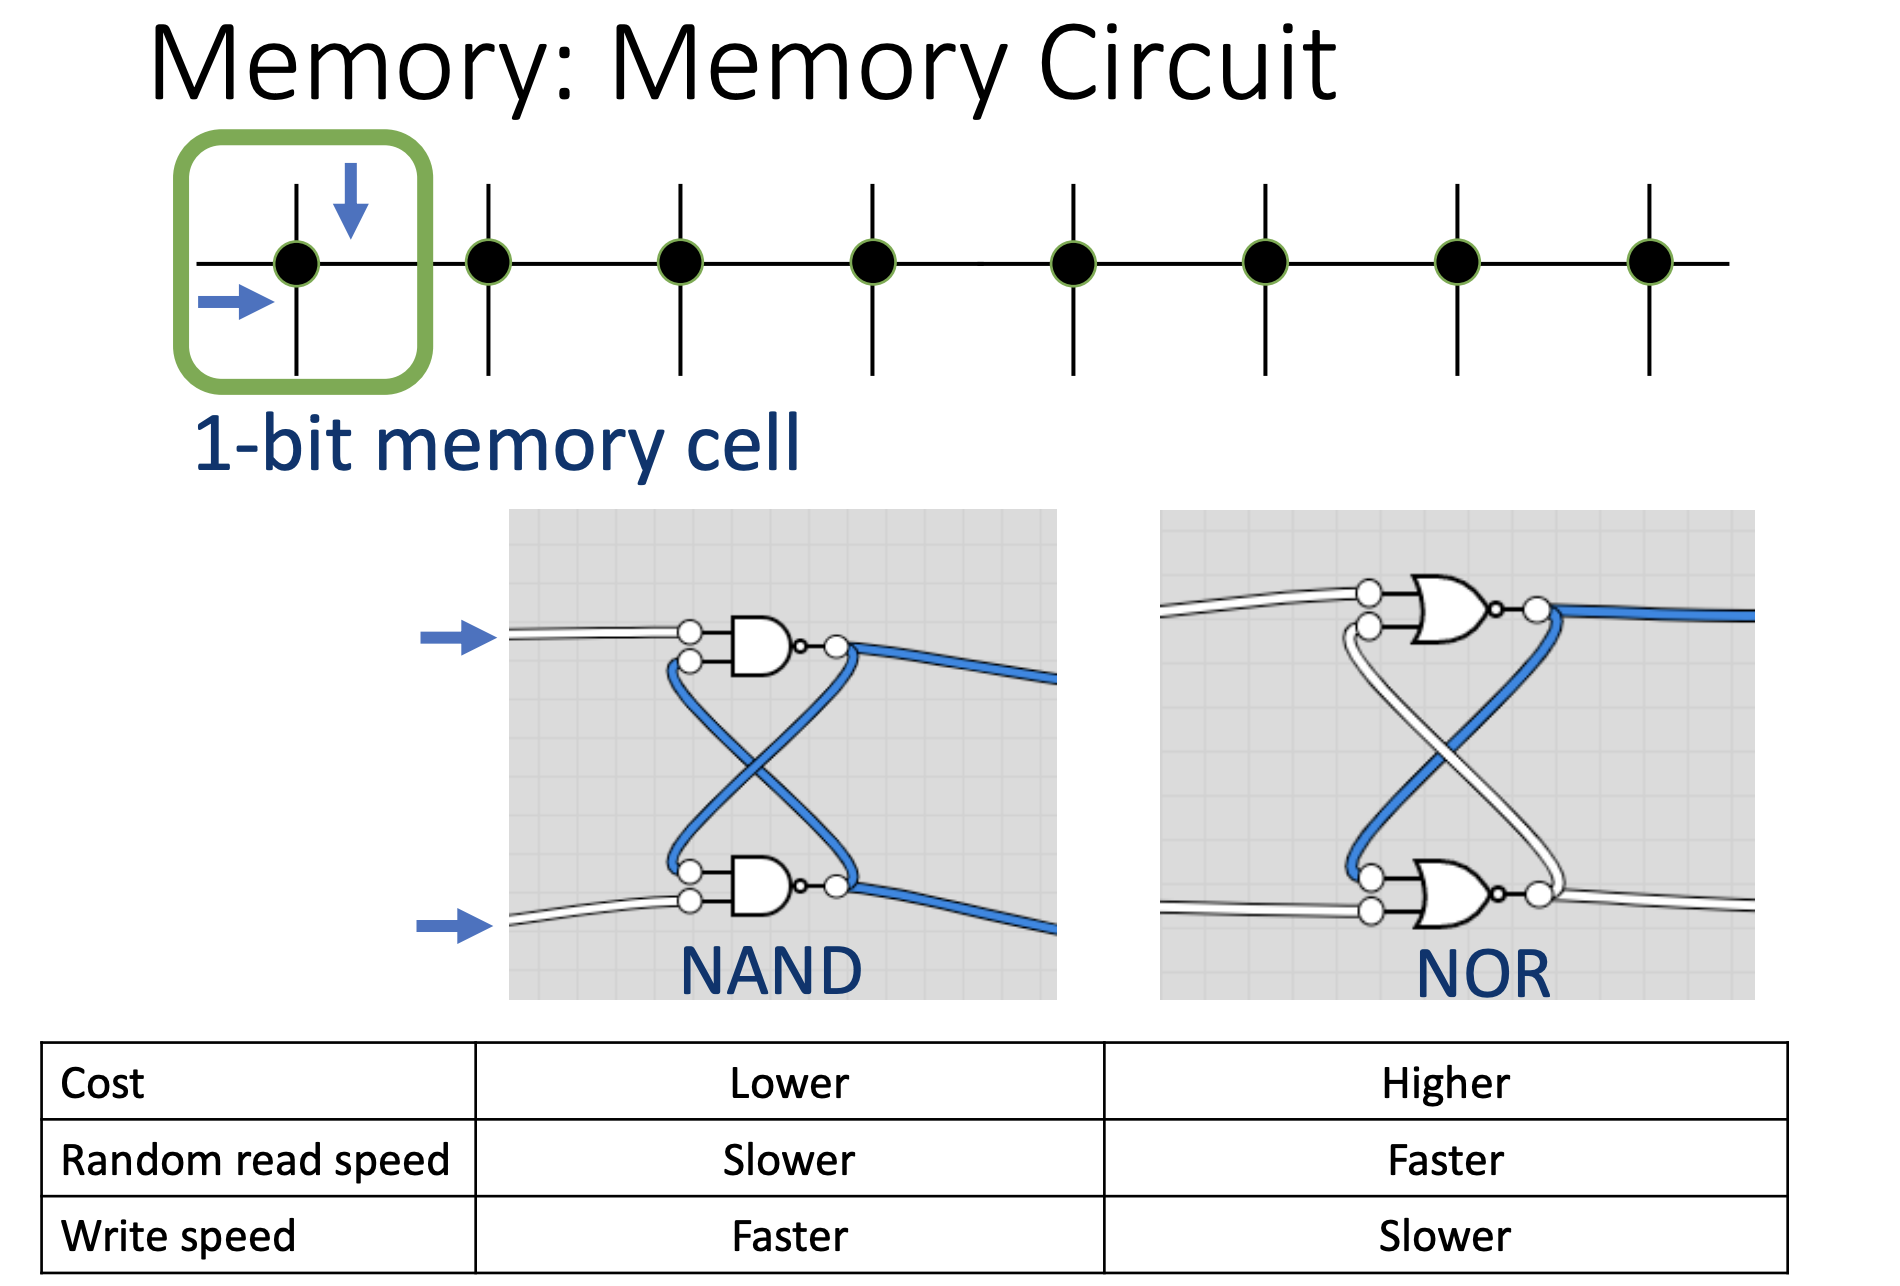 Memory: Memory Circuit
1-bit memory cell
NAND
NOR
Cost Lower Higher
Random read speed Slower Faster
Write speed Faster Slower